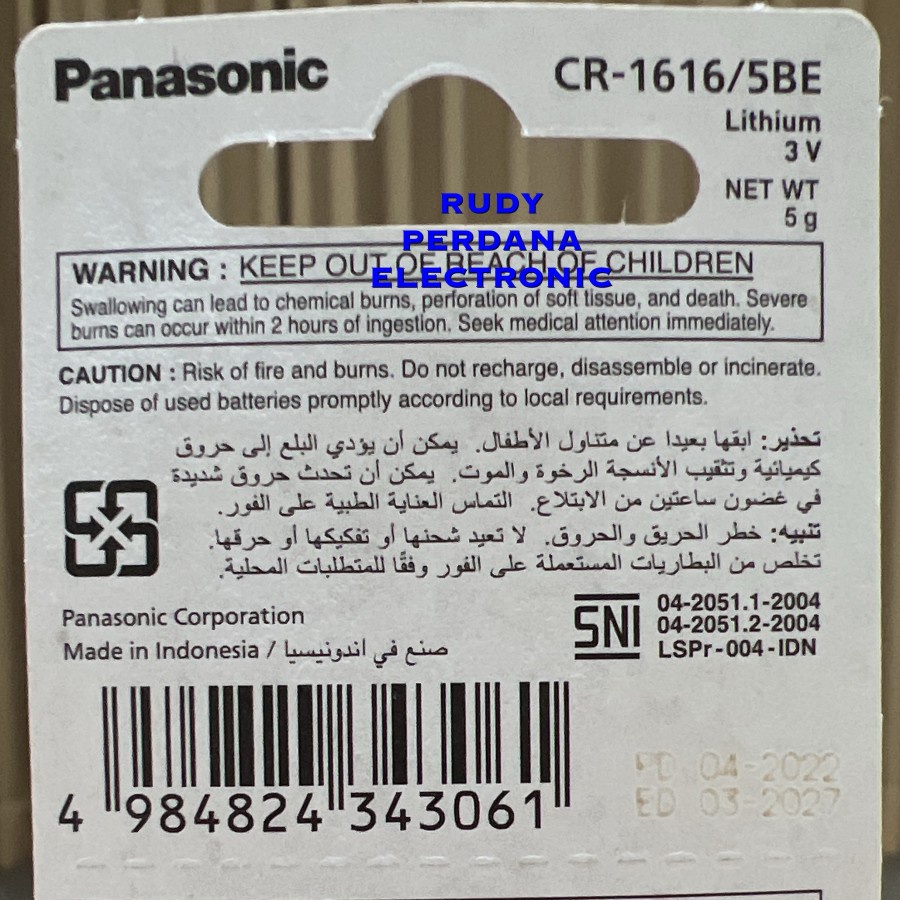 Panasonic
CR-1616/5BE
Lithium
3 V
NET WT
5 g
RUDY
PERDANA
ELECTRONIC
WARNING : KEEP OUT OF REACH OF CHILDREN
Swallowing can lead to chemical burns, perforation of soft tissue, and death. Severe
burns can occur within 2 hours of ingestion. Seek medical attention immediately.
CAUTION : Risk of fire and burns. Do not recharge, disassemble or incinerate.
Dispose of used batteries promptly according to local requirements.
تحذير: ابقها بعيدا عن متناول الأطفال. يمكن أن يؤدي البلع إلى حروق
كيميائية وتثقيب الأنسجة الرخوة والموت. يمكن أن تحدث حروق شديدة
في غضون ساعتين من الابتلاع. التماس العناية الطبية على الفور.
تنبيه: خطر الحريق والحروق. لا تعيد شحنها أو تفكيكها أو حرقها.
تخلص من البطاريات المستعملة على الفور وفقًا للمتطلبات المحلية.
Panasonic Corporation
Made in Indonesia / صنع في اندونيسيا
SNI
04-2051.1-2004
04-2051.2-2004
LSPr-004-IDN
4 984824 343061
PD 04-2022
ED 03-2027